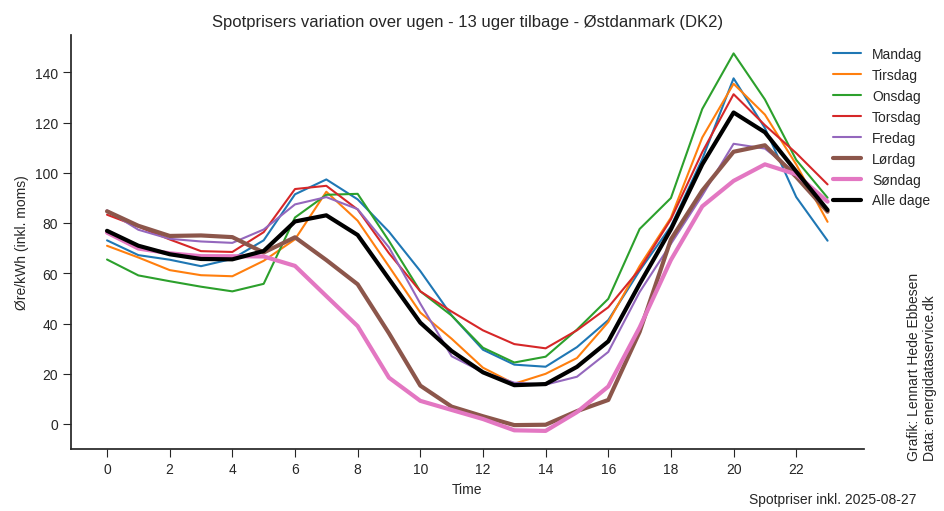 Spotprisers variation over ugen - 13 uger tilbage - Østdanmark (DK2)
Øre/kWh (inkl. moms)
140
120
100
80
60
40
20
0
0 2 4 6 8 10 12 14 16 18 20 22
Time
Mandag
Tirsdag
Onsdag
Torsdag
Fredag
Lørdag
Søndag
Alle dage
Grafik: Lennart Hede Ebbesen
Data: energidataservice.dk
Spotpriser inkl. 2025-08-27